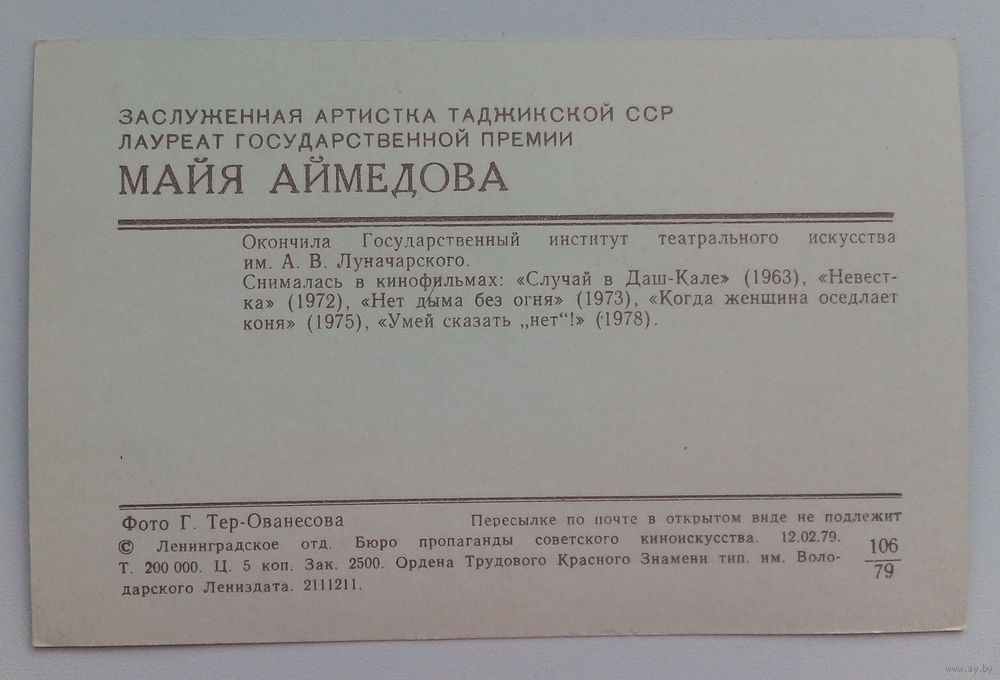 ЗАСЛУЖЕННАЯ АРТИСТКА ТАДЖИКСКОЙ ССР
ЛАУРЕАТ ГОСУДАРСТВЕННОЙ ПРЕМИИ
МАЙЯ АЙМЕДОВА
Окончила Государственный институт театрального искусства
им. А. В. Луначарского.
Снималась в кинофильмах: «Случай в Даш-Кале» (1963), «Невест-
ка» (1972), «Нет дыма без огня» (1973), «Когда женщина оседлает
коня» (1975), «Умей сказать „нет“!» (1978).
Фото Г. Тер-Ованесова Пересылке по почте в открытом виде не подлежит
© Ленинградское отд. Бюро пропаганды советского киноискусства. 12.02.79.
Т. 200 000. Ц. 5 коп. Зак. 2500. Ордена Трудового Красного Знамени тип. им. Воло-
дарского Лениздата. 2111211.
106
79
www.ay.by